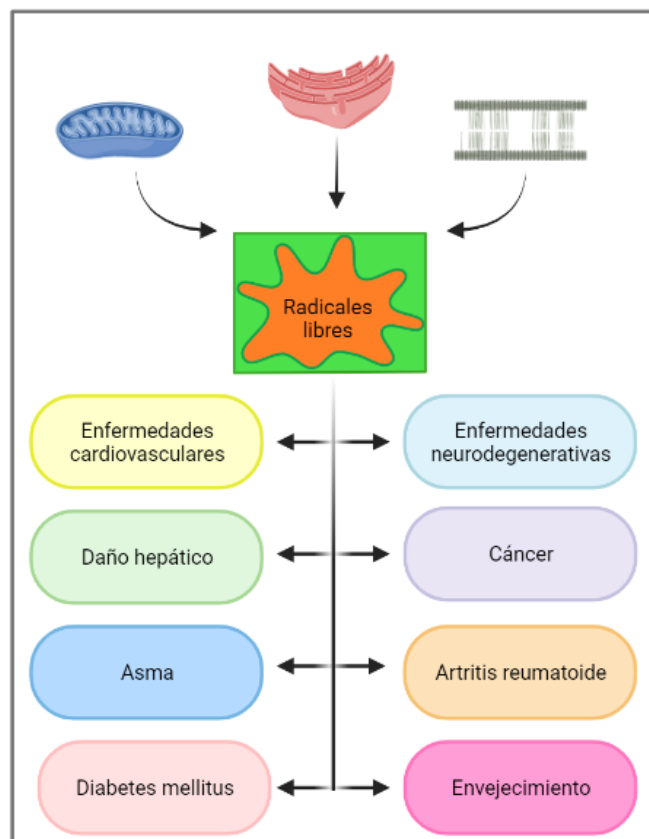 Radicales
libres
Enfermedades
cardiovasculares
Enfermedades
neurodegenerativas
Daño hepático
Cáncer
Asma
Artritis reumatoide
Diabetes mellitus
Envejecimiento